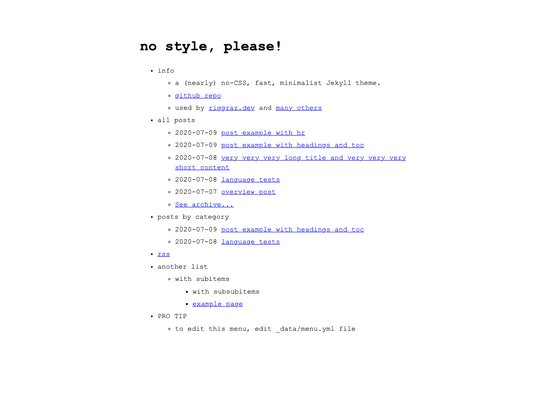 no style, please!
info
a (nearly) no-CSS, fast, minimalist Jekyll theme.
github repo
used by riggraz.dev and many others
all posts
2020-07-09 post example with hr
2020-07-09 post example with headings and toc
2020-07-08 very very very long title and very very very
short content
2020-07-08 language tests
2020-07-07 overview post
See archive...
posts by category
2020-07-09 post example with headings and toc
2020-07-08 language tests
rss
another list
with subitems
with subsubitems
example page
PRO TIP
to edit this menu, edit _data/menu.yml file